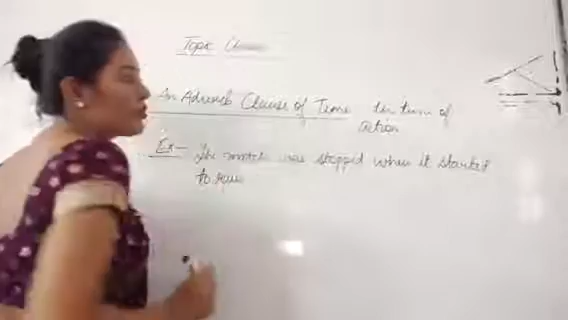 Topic Clause
An Adverb Clause of Time the time of
action
Ex - The match was stopped when it started
to rain